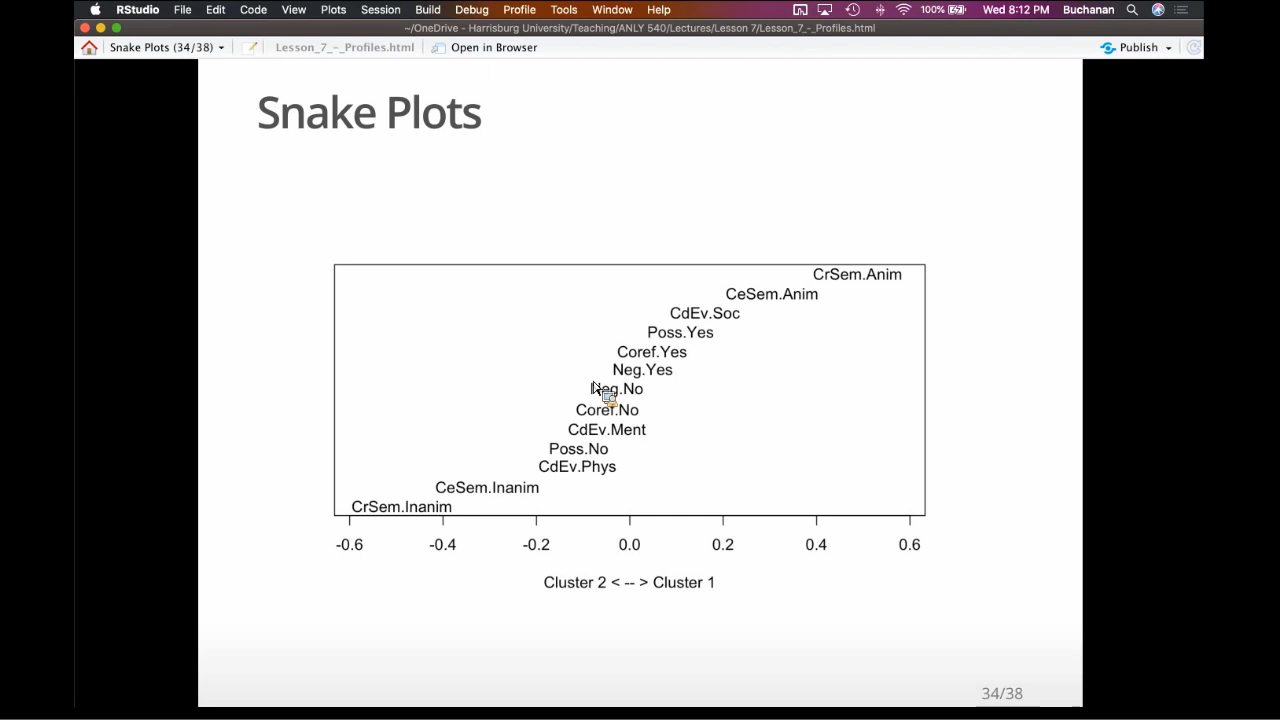 RStudio File Edit Code View Plots Session Build Debug Profile Tools Window Help 100% Wed 8:12 PM Buchanan
~/OneDrive - Harrisburg University/Teaching/ANLY 540/Lectures/Lesson 7/Lesson_7_-_Profiles.html
Snake Plots (34/38) Lesson_7_-_Profiles.html Open in Browser Publish
Snake Plots
CrSem.Anim
CeSem.Anim
CdEv.Soc
Poss.Yes
Coref.Yes
Neg.Yes
Neg.No
Coref.No
CdEv.Ment
Poss.No
CdEv.Phys
CeSem.Inanim
CrSem.Inanim
-0.6 -0.4 -0.2 0.0 0.2 0.4 0.6
Cluster 2 < -- > Cluster 1
34/38